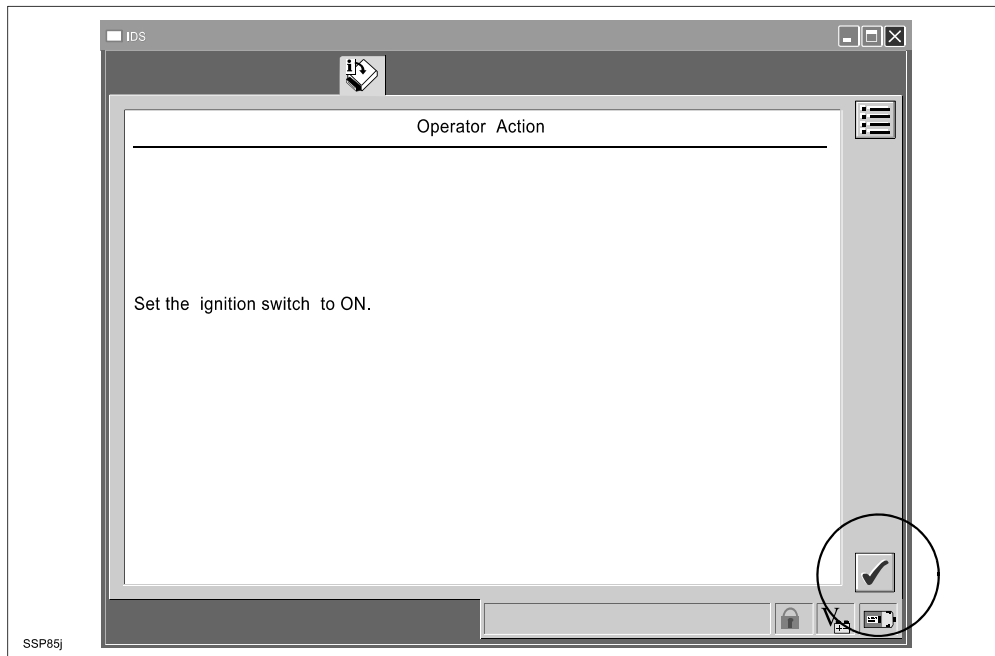 IDS
Operator Action
Set the ignition switch to ON.
V
SSP85j